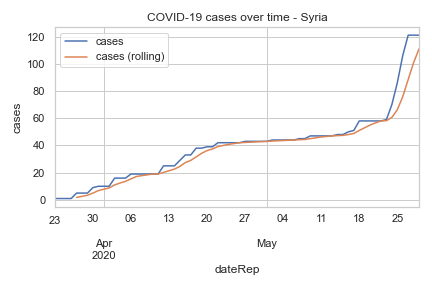 COVID-19 cases over time - Syria
cases
cases (rolling)
cases
120
100
80
60
40
20
0
23 30 06 13 20 27 04 11 18 25
Apr May
2020
dateRep